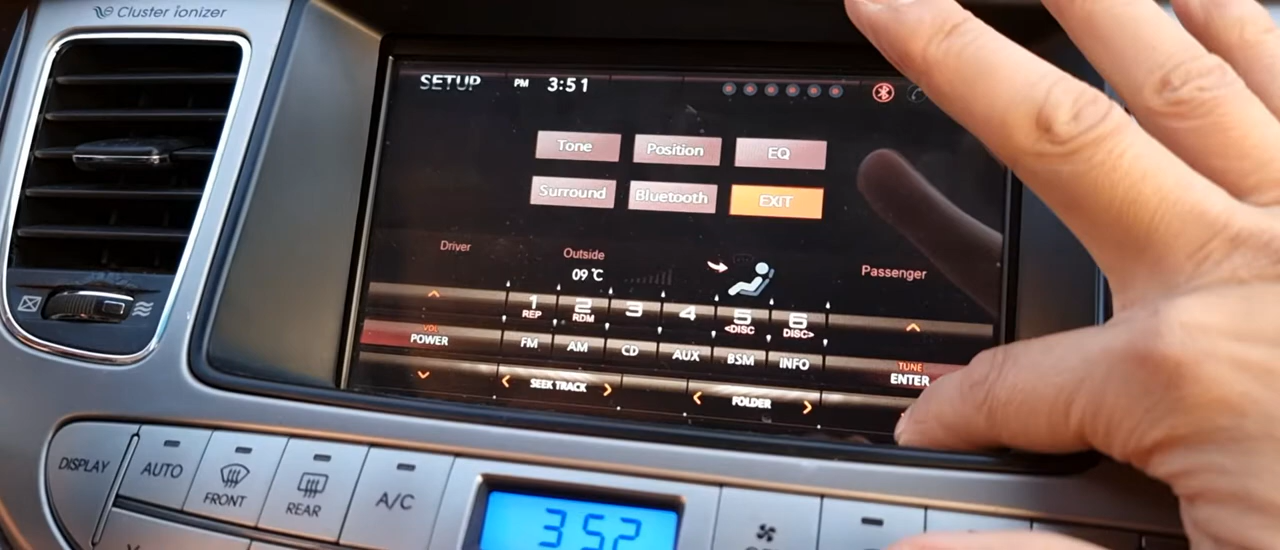 Cluster ionizer
SETUP PM 3:51
Tone Position EQ
Surround Bluetooth EXIT
Driver Outside Passenger
09 °C
1 2 3 4 5 6
REP RDM <DISC DISC>
VOL TUNE
POWER FM AM CD AUX BSM INFO ENTER
< SEEK TRACK > < FOLDER >
DISPLAY AUTO FRONT REAR A/C
3:52